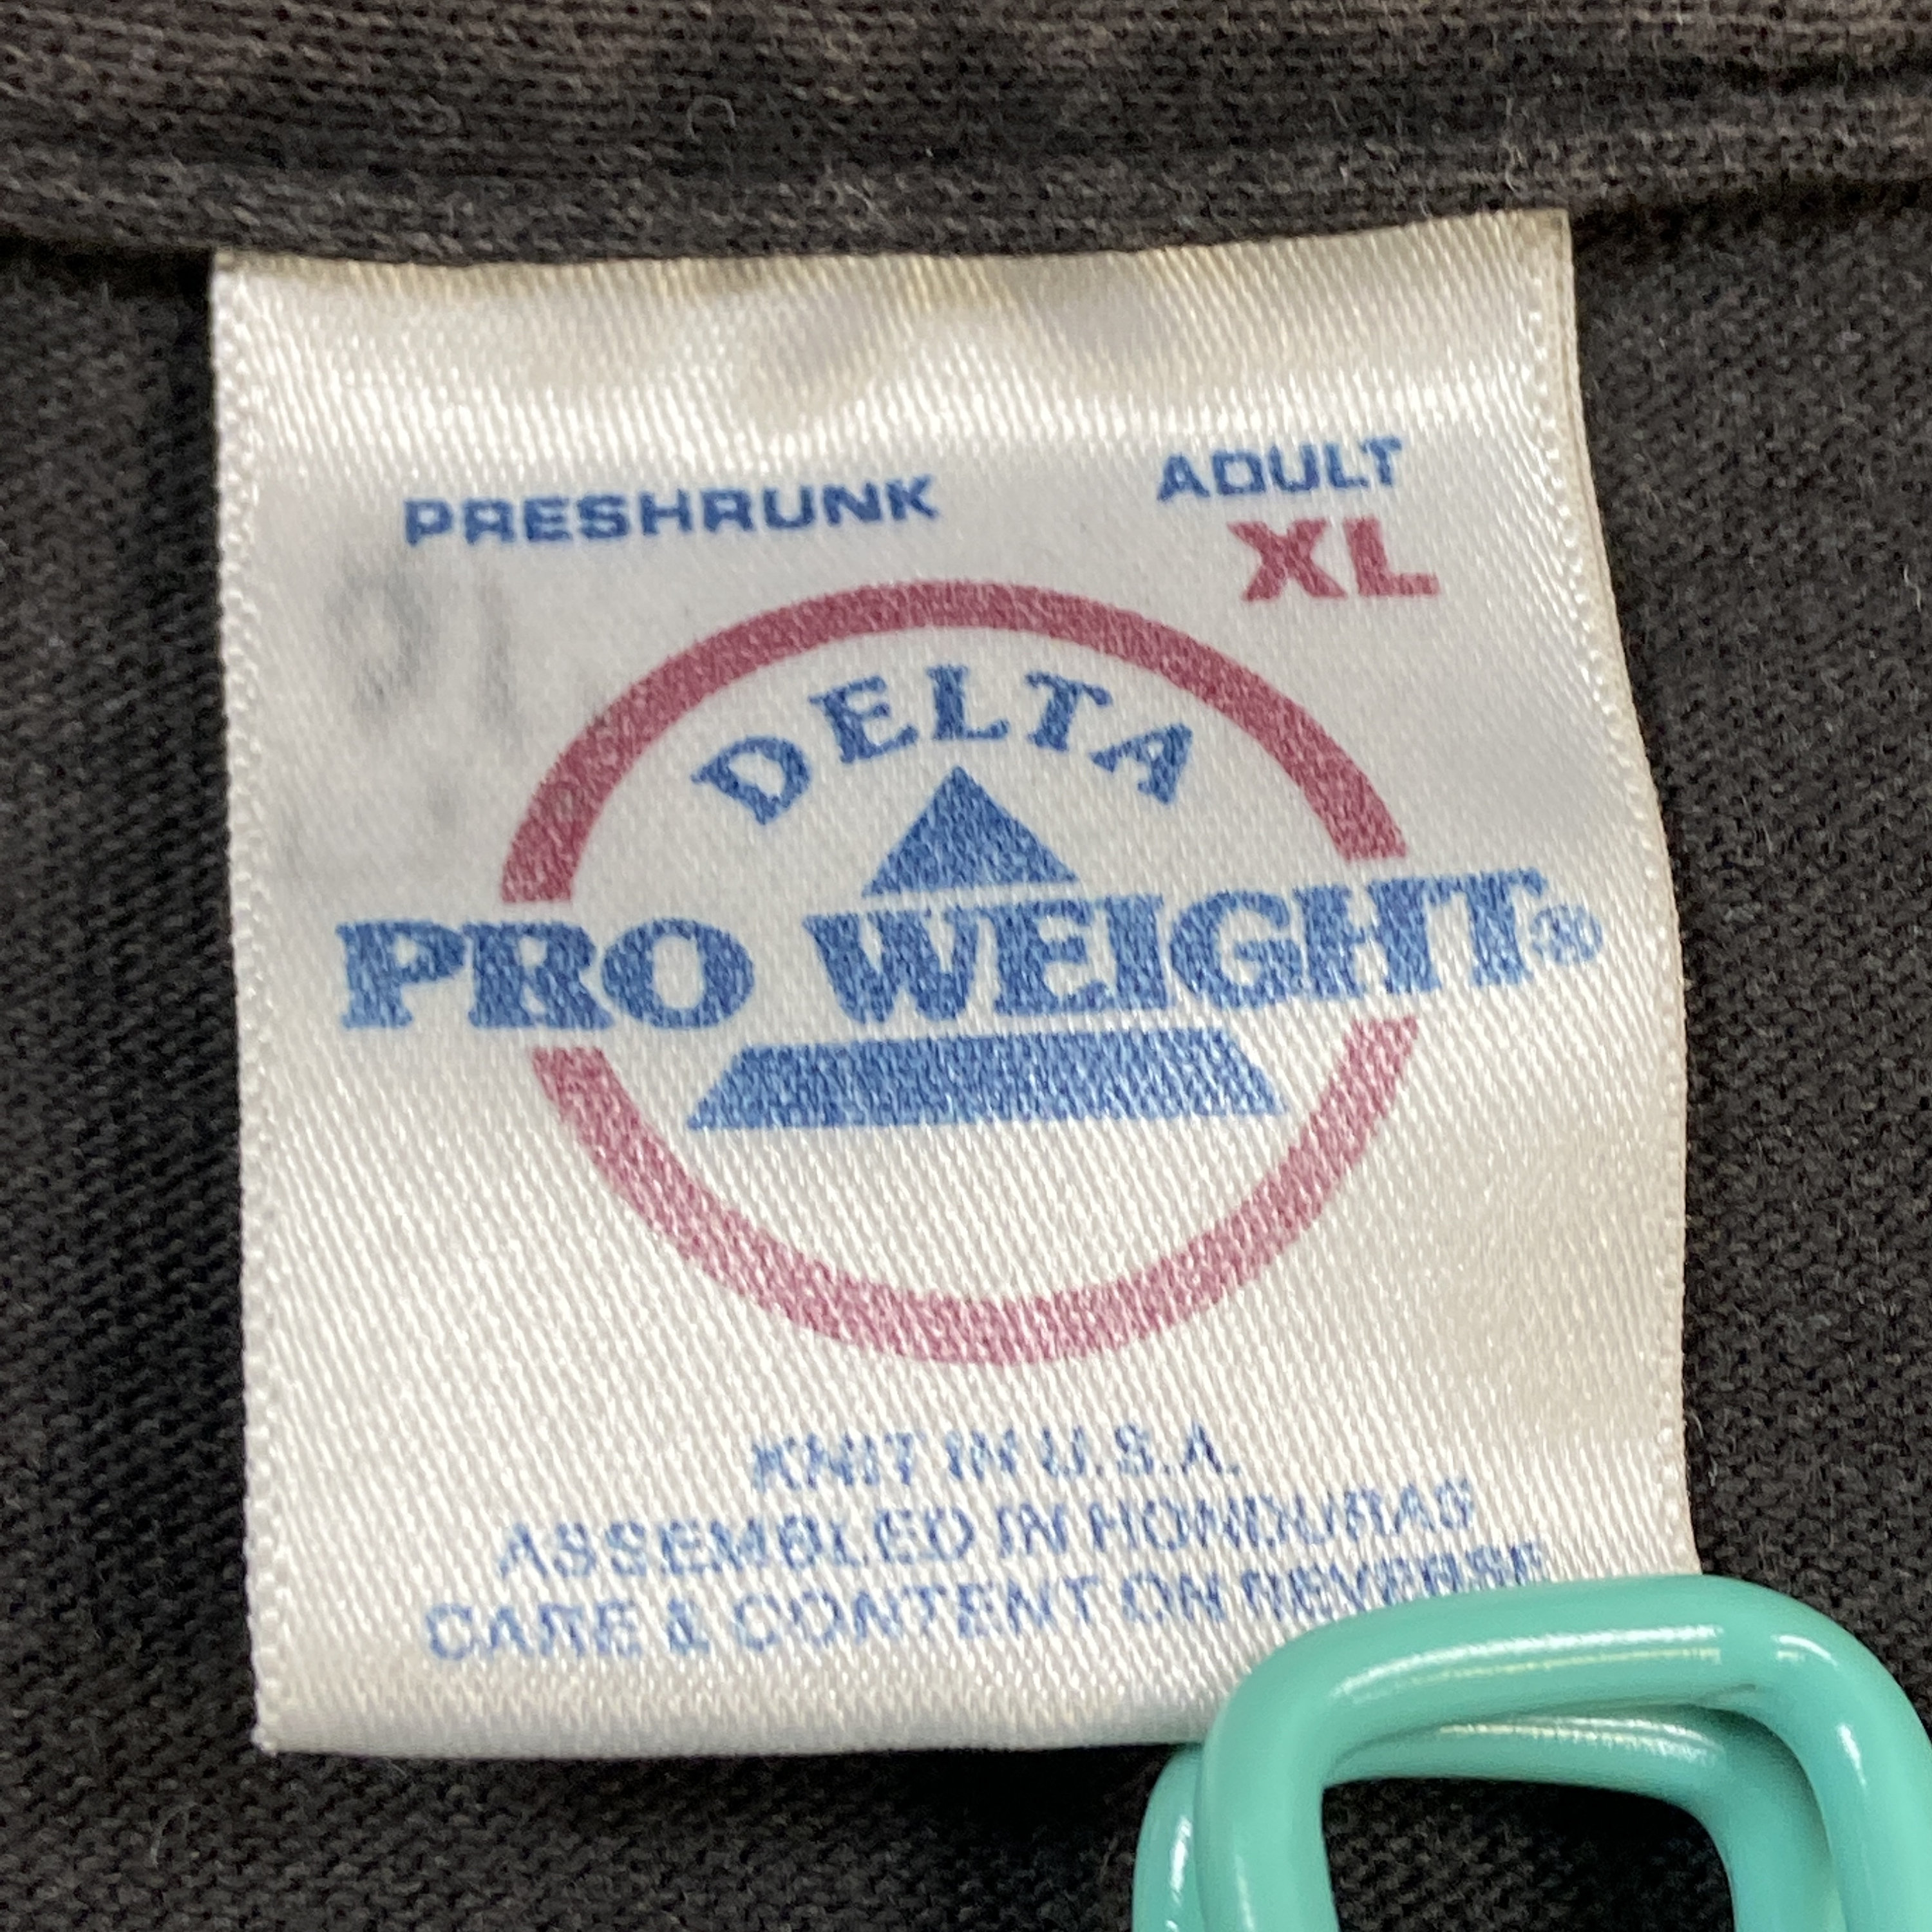 PRESHRUNK
ADULT
XL
DELTA
PRO WEIGHT®
KNIT IN U.S.A.
ASSEMBLED IN HONDURAS
CARE & CONTENT ON REVERSE